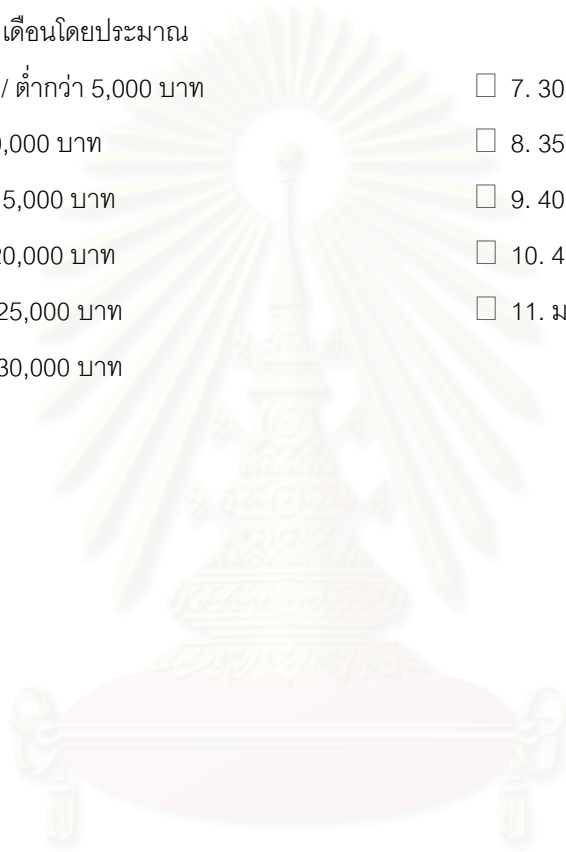 เดือนโดยประมาณ
/ ต่ำกว่า 5,000 บาท
0,000 บาท
5,000 บาท
20,000 บาท
25,000 บาท
30,000 บาท
☐ 7. 30
☐ 8. 35
☐ 9. 40
☐ 10. 4
☐ 11. ม